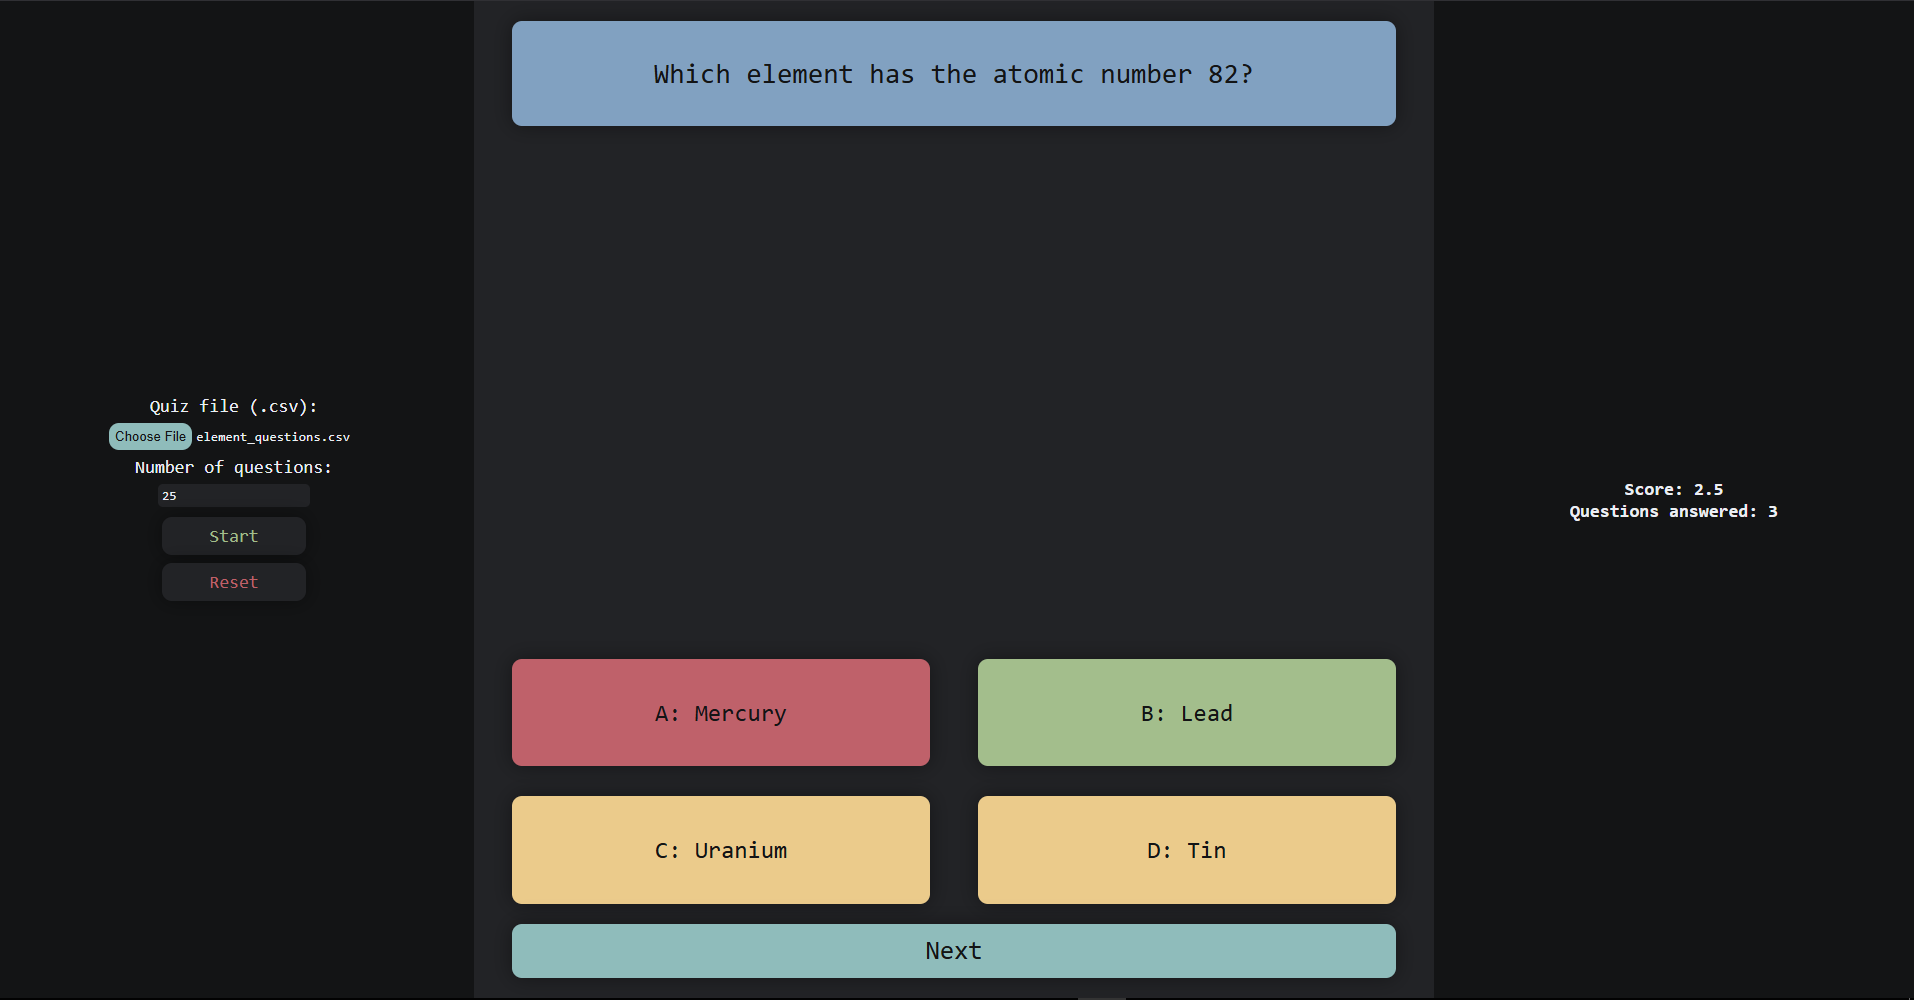 Which element has the atomic number 82?
Quiz file (.csv):
Choose File element_questions.csv
Number of questions:
25
Start
Reset
A: Mercury
B: Lead
C: Uranium
D: Tin
Next
Score: 2.5
Questions answered: 3